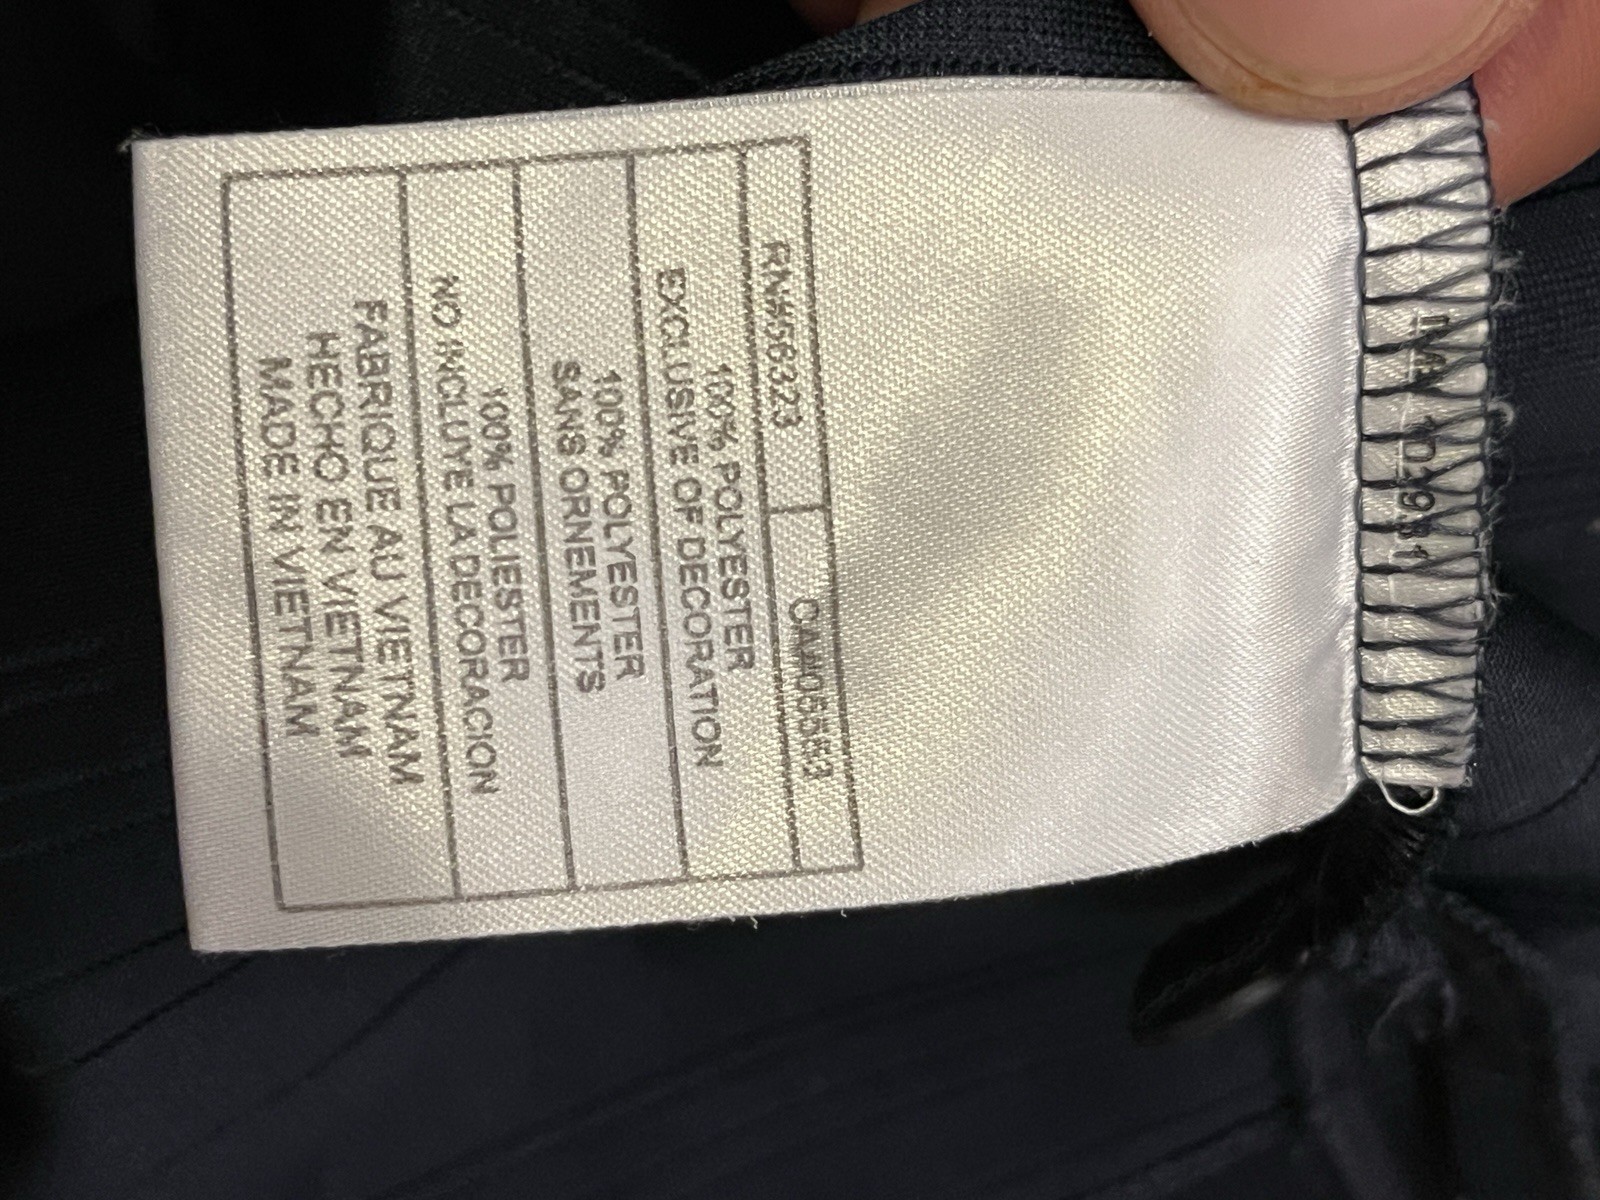 RN#56323 CA#05553
100% POLYESTER
EXCLUSIVE OF DECORATION
100% POLYESTER
SANS ORNEMENTS
100% POLIESTER
NO INCLUYE LA DECORACION
FABRIQUE AU VIETNAM
HECHO EN VIETNAM
MADE IN VIETNAM